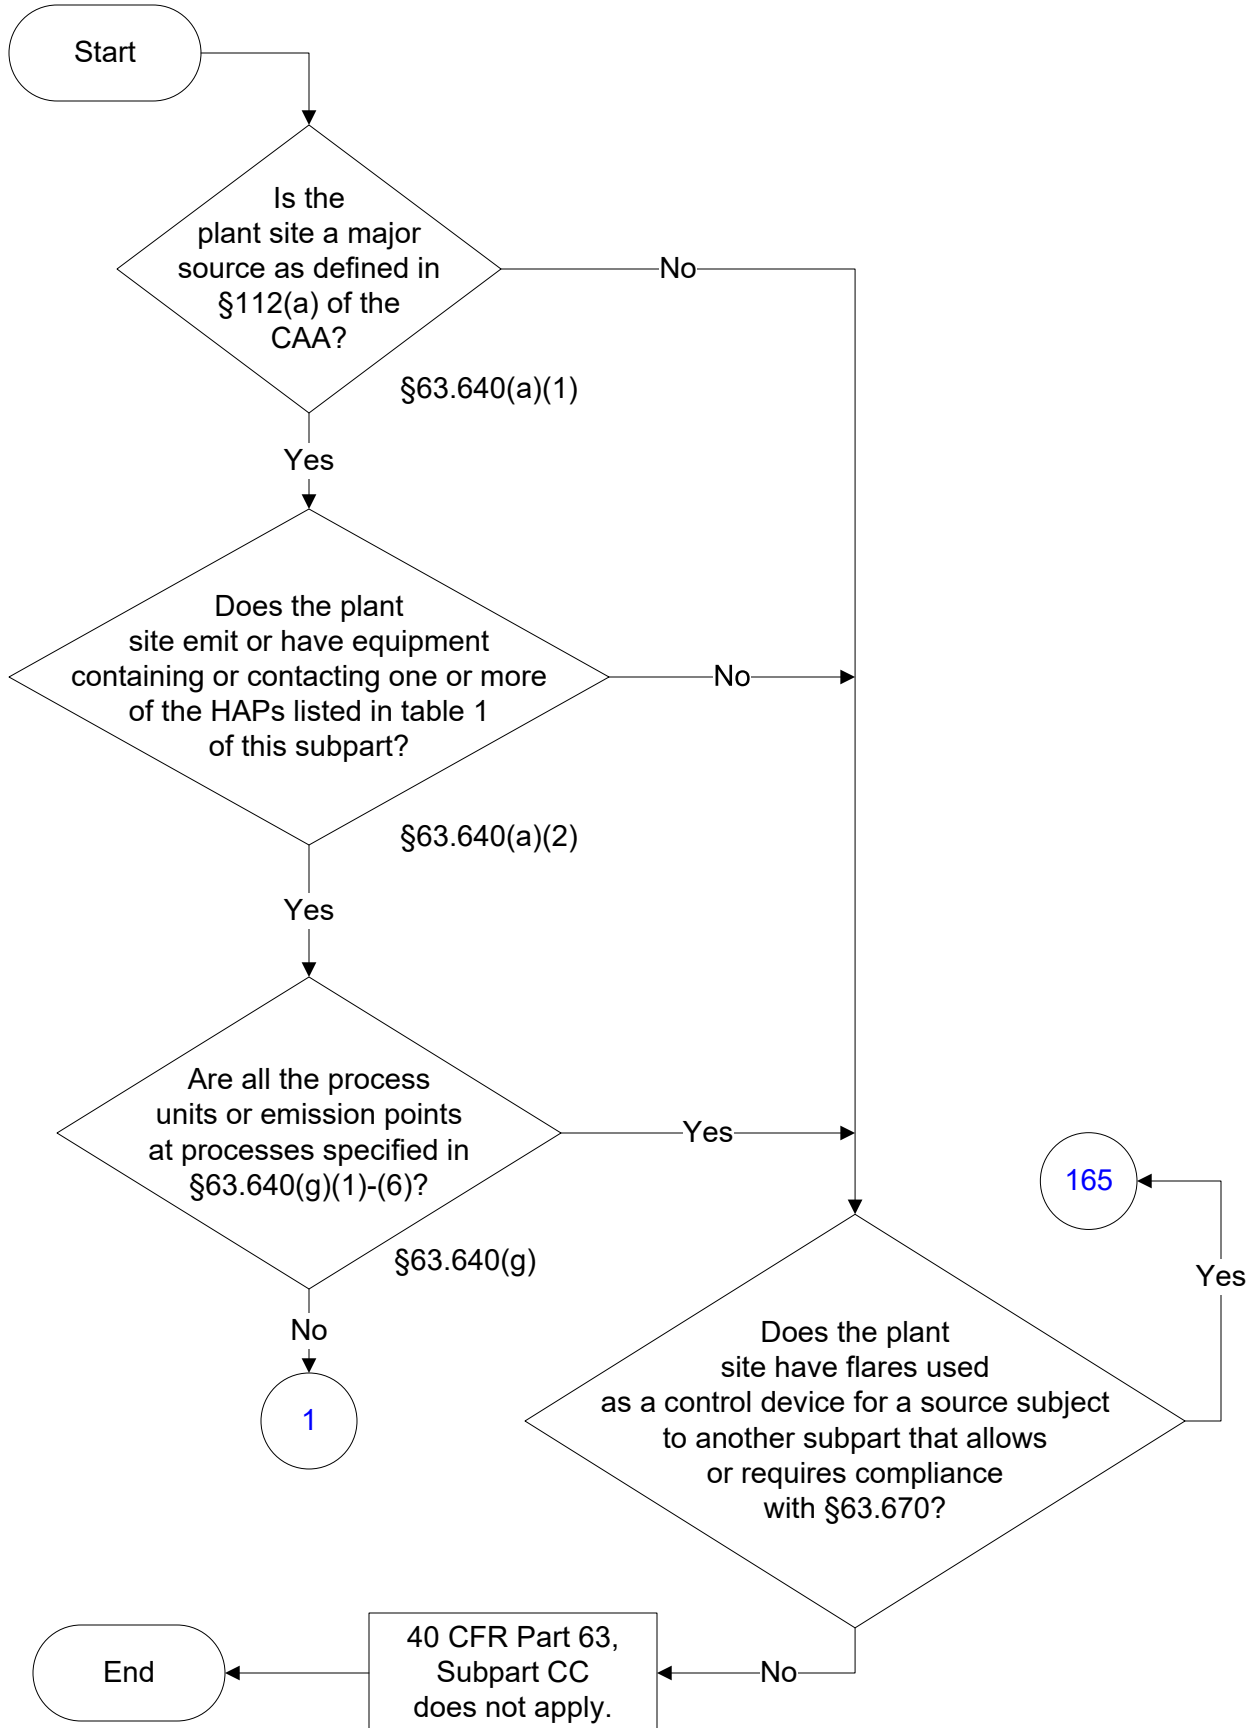 Start
Is the
plant site a major
source as defined in
§112(a) of the
CAA?
No
§63.640(a)(1)
Yes
Does the plant
site emit or have equipment
containing or contacting one or more
of the HAPs listed in table 1
of this subpart?
No
§63.640(a)(2)
Yes
Are all the process
units or emission points
at processes specified in
§63.640(g)(1)-(6)?
Yes
§63.640(g)
No
1
165
Yes
Does the plant
site have flares used
as a control device for a source subject
to another subpart that allows
or requires compliance
with §63.670?
No
40 CFR Part 63,
Subpart CC
does not apply.
End